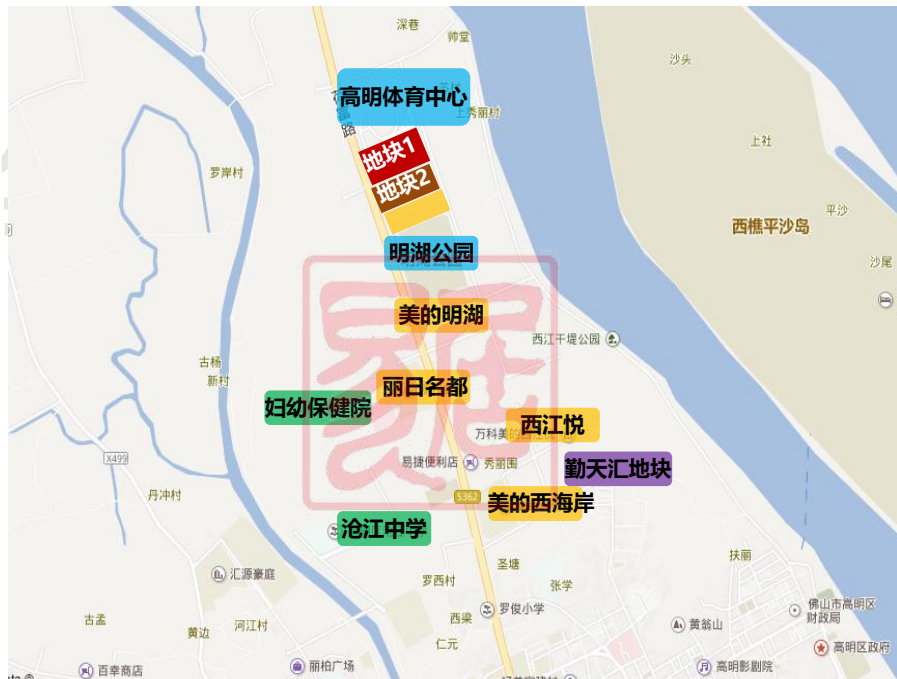 深巷
帅堂
沙头
高明体育中心
上秀丽村
上社
地块1
罗岸村
地块2
平沙
西樵平沙岛
明湖公园
沙尾
美的明湖
西江干堤公园
古杨
新村
丽日名都
妇幼保健院
西江悦
万科美的西江悦
易捷便利店
秀丽围
勤天汇地块
X499
丹冲村
S362
美的西海岸
沧江中学
圣塘
扶丽
汇源豪庭
罗西村
张学
古孟
西梁
罗俊小学
佛山市高明区
财政局
黄边
河江村
黄翁山
仁元
高明区政府
百幸商店
丽柏广场
高明影剧院